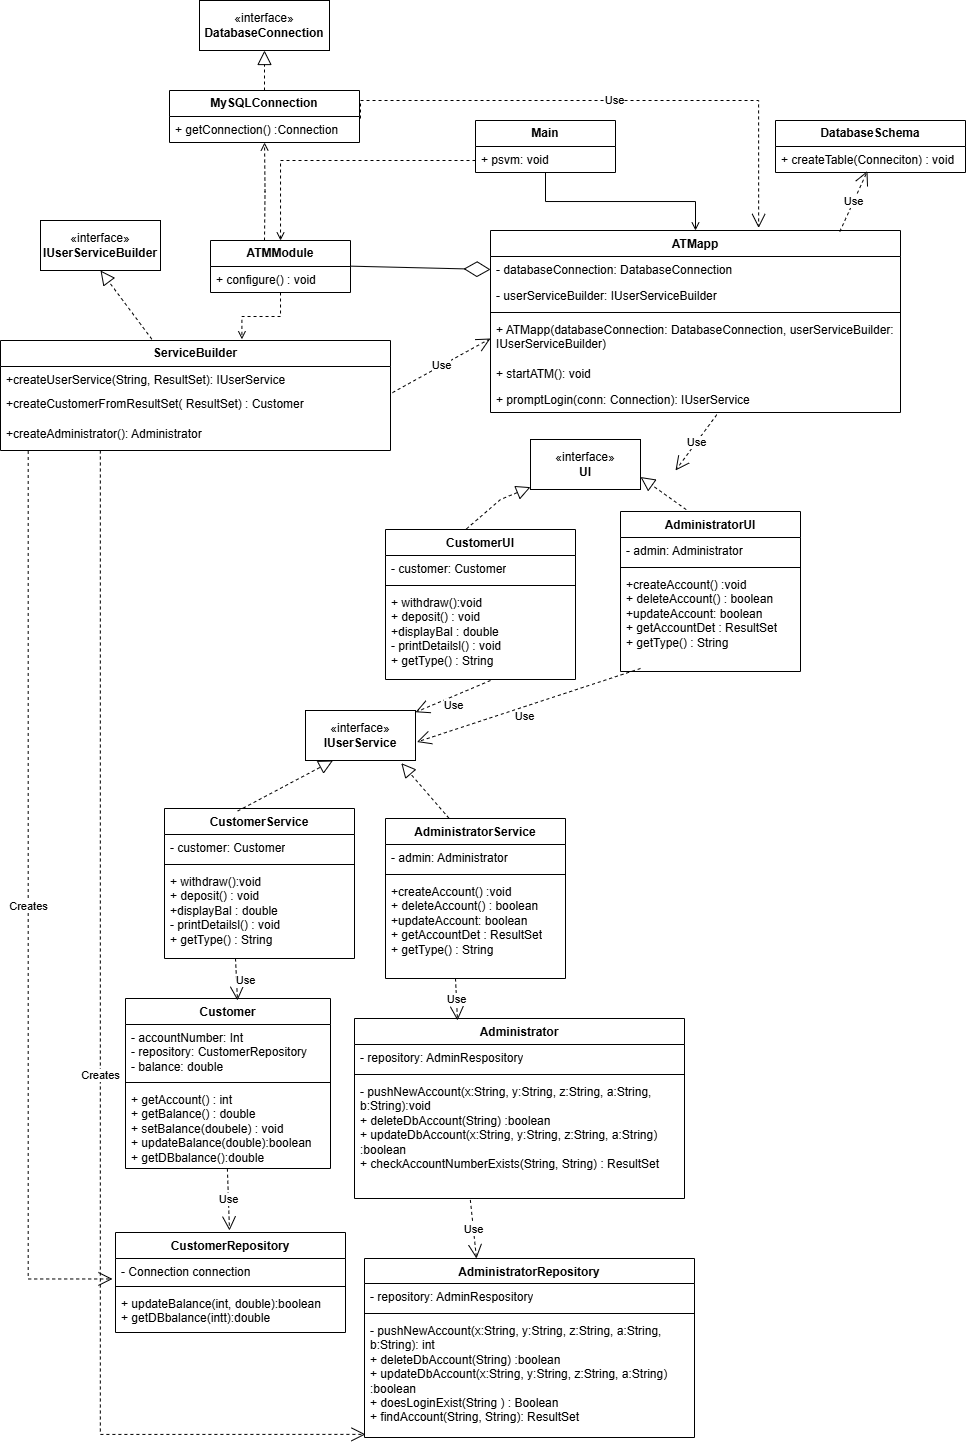 «interface»
DatabaseConnection
MySQLConnection
+ getConnection() :Connection
Use
Main
+ psvm: void
DatabaseSchema
+ createTable(Conneciton) : void
Use
«interface»
IUserServiceBuilder
ATMModule
+ configure() : void
ATMapp
- databaseConnection: DatabaseConnection
- userServiceBuilder: IUserServiceBuilder
+ ATMapp(databaseConnection: DatabaseConnection, userServiceBuilder:
IUserServiceBuilder)
+ startATM(): void
+ promptLogin(conn: Connection): IUserService
ServiceBuilder
+createUserService(String, ResultSet): IUserService
+createCustomerFromResultSet( ResultSet) : Customer
+createAdministrator(): Administrator
Use
Use
«interface»
UI
CustomerUI
- customer: Customer
+ withdraw():void
+ deposit() : void
+displayBal : double
- printDetailsl() : void
+ getType() : String
AdministratorUI
- admin: Administrator
+createAccount() :void
+ deleteAccount() : boolean
+updateAccount: boolean
+ getAccountDet : ResultSet
+ getType() : String
Use
Use
«interface»
IUserService
CustomerService
- customer: Customer
+ withdraw():void
+ deposit() : void
+displayBal : double
- printDetailsl() : void
+ getType() : String
AdministratorService
- admin: Administrator
+createAccount() :void
+ deleteAccount() : boolean
+updateAccount: boolean
+ getAccountDet : ResultSet
+ getType() : String
Creates
Use
Use
Customer
- accountNumber: Int
- repository: CustomerRepository
- balance: double
+ getAccount() : int
+ getBalance() : double
+ setBalance(doubele) : void
+ updateBalance(double):boolean
+ getDBbalance():double
Creates
Administrator
- repository: AdminRespository
- pushNewAccount(x:String, y:String, z:String, a:String,
b:String):void
+ deleteDbAccount(String) :boolean
+ updateDbAccount(x:String, y:String, z:String, a:String)
:boolean
+ checkAccountNumberExists(String, String) : ResultSet
Use
Use
CustomerRepository
- Connection connection
+ updateBalance(int, double):boolean
+ getDBbalance(intt):double
AdministratorRepository
- repository: AdminRespository
- pushNewAccount(x:String, y:String, z:String, a:String,
b:String): int
+ deleteDbAccount(String) :boolean
+ updateDbAccount(x:String, y:String, z:String, a:String)
:boolean
+ doesLoginExist(String ) : Boolean
+ findAccount(String, String): ResultSet